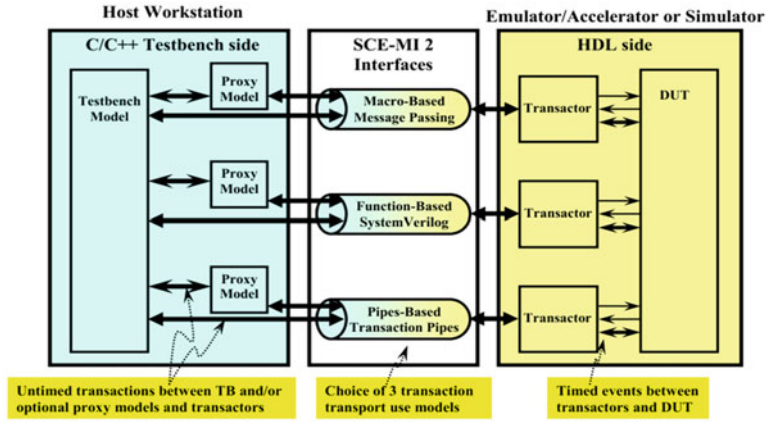 Host Workstation
Emulator/Accelerator or Simulator
C/C++ Testbench side
SCE-MI 2
Interfaces
HDL side
Testbench
Model
Proxy
Model
Macro-Based
Message Passing
Transactor
DUT
Proxy
Model
Function-Based
SystemVerilog
Transactor
Proxy
Model
Pipes-Based
Transaction Pipes
Transactor
Untimed transactions between TB and/or
optional proxy models and transactors
Choice of 3 transaction
transport use models
Timed events between
transactors and DUT